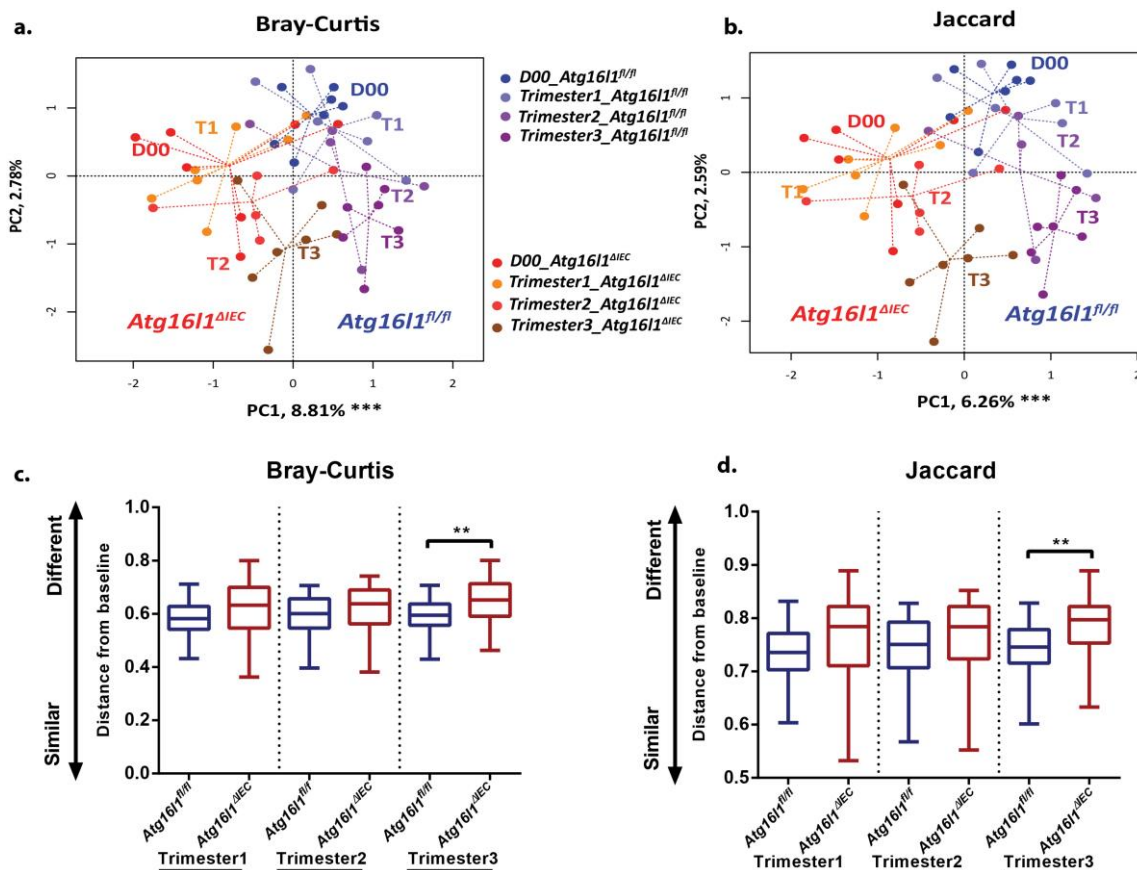 a.
Bray-Curtis
PC2, 2.78%
1
0
-1
-2
D00
T1
D00
T1
T2
T3
T2
T3
Atg16l1ΔIEC
Atg16l1fl/fl
-2 -1 0 1 2
PC1, 8.81% ***
D00_Atg16l1fl/fl
Trimester1_Atg16l1fl/fl
Trimester2_Atg16l1fl/fl
Trimester3_Atg16l1fl/fl
D00_Atg16l1ΔIEC
Trimester1_Atg16l1ΔIEC
Trimester2_Atg16l1ΔIEC
Trimester3_Atg16l1ΔIEC
b.
Jaccard
PC2, 2.59%
1
0
-1
-2
D00
T1
D00
T2
T1
T2
T3
T3
Atg16l1ΔIEC
Atg16l1fl/fl
-2 -1 0 1 2
PC1, 6.26% ***
c.
Bray-Curtis
Different
Similar
Distance from baseline
1.0
0.8
0.6
0.4
0.2
0.0
**
Atg16l1fl/fl Atg16l1ΔIEC Atg16l1fl/f Atg16l1ΔIEC Atg16l1fl/fl Atg16l1ΔIEC
Trimester1 Trimester2 Trimester3
d.
Jaccard
Different
Similar
Distance from baseline
1.0
0.9
0.8
0.7
0.6
0.5
**
Atg16l1fl/fl Atg16l1ΔIEC Atg16l1fl/f Atg16l1ΔIEC Atg16l1fl/fl Atg16l1ΔIEC
Trimester1 Trimester2 Trimester3